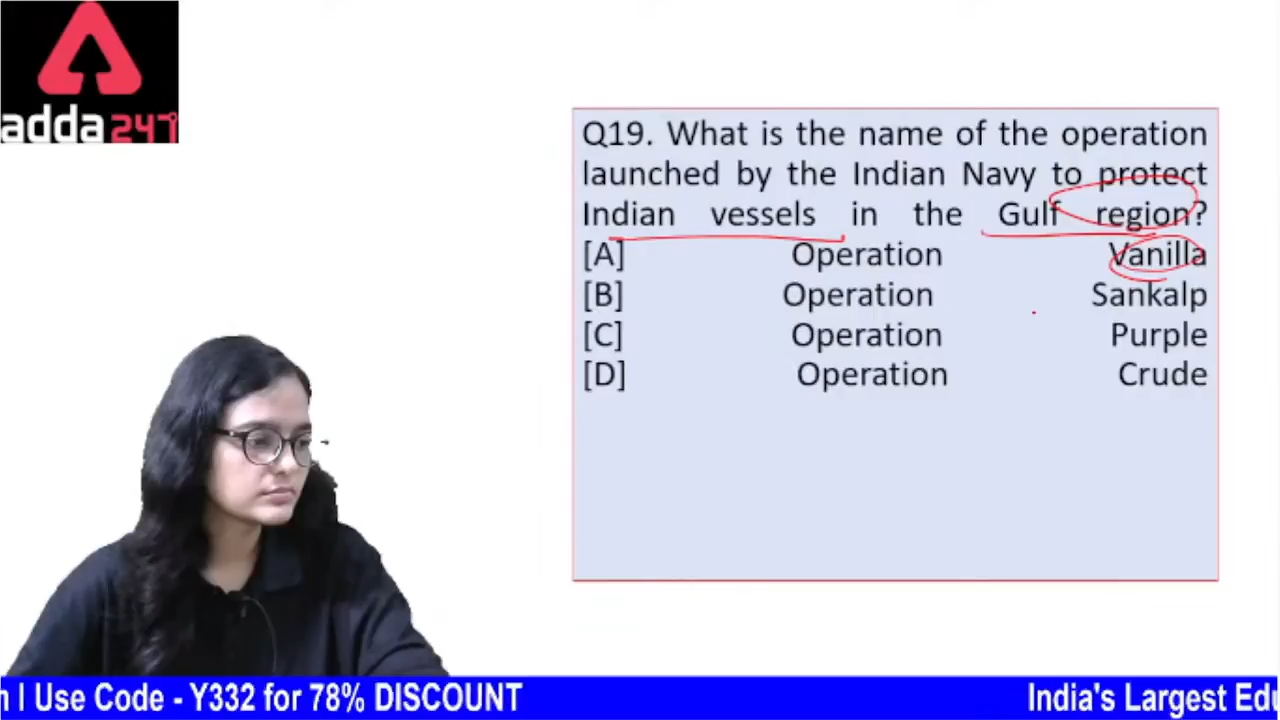 adda 247
Q19. What is the name of the operation
launched by the Indian Navy to protect
Indian vessels in the Gulf region?
[A] Operation Vanilla
[B] Operation Sankalp
[C] Operation Purple
[D] Operation Crude
n I Use Code - Y332 for 78% DISCOUNT India's Largest Edu